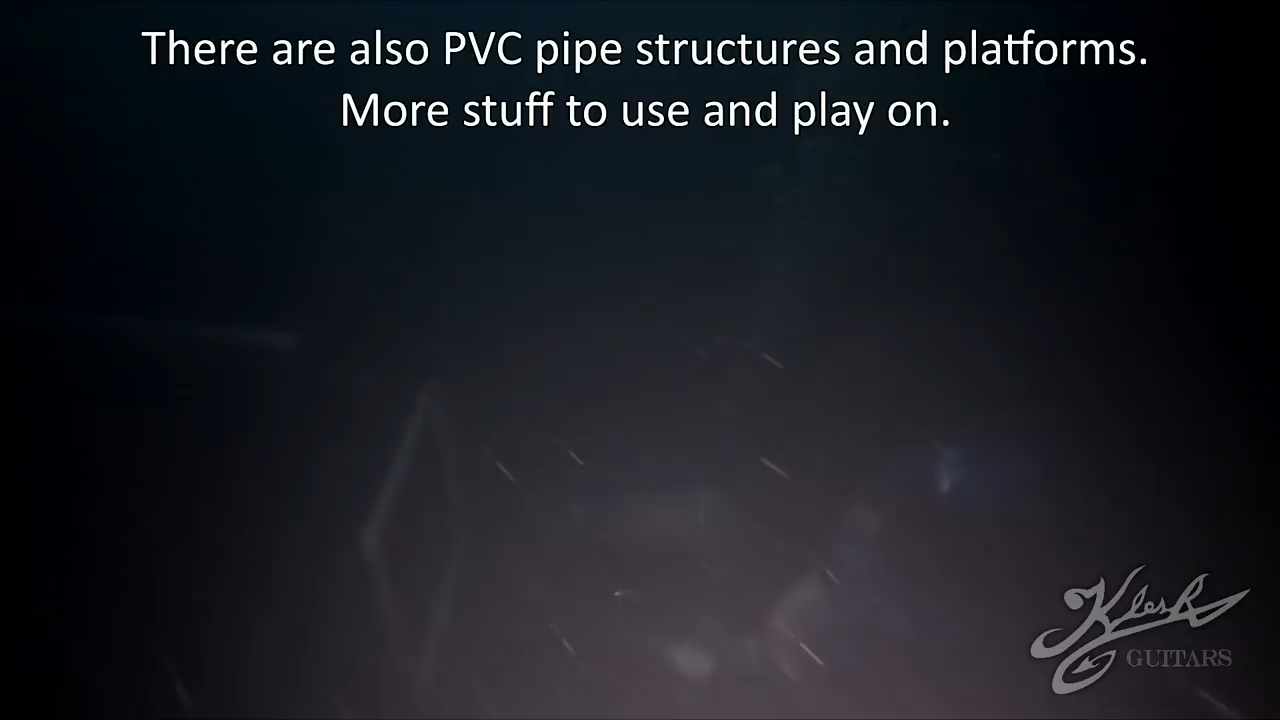 There are also PVC pipe structures and platforms.
More stuff to use and play on.
Klesh
GUITARS